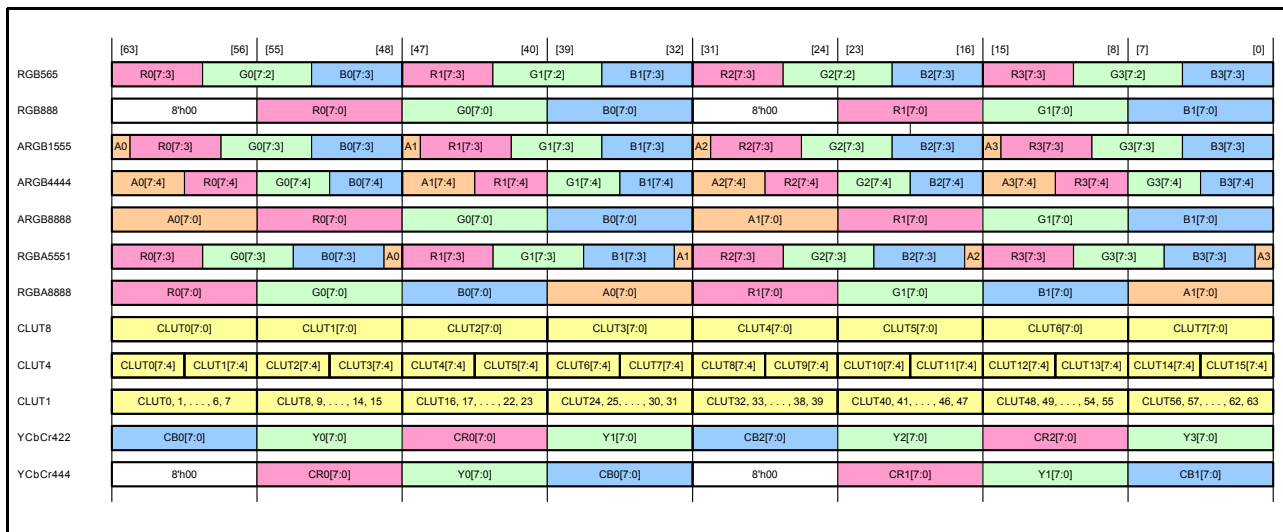 [63] [56] [55] [48] [47] [40] [39] [32] [31] [24] [23] [16] [15] [8] [7] [0]
RGB565 R0[7:3] G0[7:2] B0[7:3] R1[7:3] G1[7:2] B1[7:3] R2[7:3] G2[7:2] B2[7:3] R3[7:3] G3[7:2] B3[7:3]
RGB888 8'h00 R0[7:0] G0[7:0] B0[7:0] 8'h00 R1[7:0] G1[7:0] B1[7:0]
ARGB1555 A0 R0[7:3] G0[7:3] B0[7:3] A1 R1[7:3] G1[7:3] B1[7:3] A2 R2[7:3] G2[7:3] B2[7:3] A3 R3[7:3] G3[7:3] B3[7:3]
ARGB4444 A0[7:4] R0[7:4] G0[7:4] B0[7:4] A1[7:4] R1[7:4] G1[7:4] B1[7:4] A2[7:4] R2[7:4] G2[7:4] B2[7:4] A3[7:4] R3[7:4] G3[7:4] B3[7:4]
ARGB8888 A0[7:0] R0[7:0] G0[7:0] B0[7:0] A1[7:0] R1[7:0] G1[7:0] B1[7:0]
RGBA5551 R0[7:3] G0[7:3] B0[7:3] A0 R1[7:3] G1[7:3] B1[7:3] A1 R2[7:3] G2[7:3] B2[7:3] A2 R3[7:3] G3[7:3] B3[7:3] A3
RGBA8888 R0[7:0] G0[7:0] B0[7:0] A0[7:0] R1[7:0] G1[7:0] B1[7:0] A1[7:0]
CLUT8 CLUT0[7:0] CLUT1[7:0] CLUT2[7:0] CLUT3[7:0] CLUT4[7:0] CLUT5[7:0] CLUT6[7:0] CLUT7[7:0]
CLUT4 CLUT0[7:4] CLUT1[7:4] CLUT2[7:4] CLUT3[7:4] CLUT4[7:4] CLUT5[7:4] CLUT6[7:4] CLUT7[7:4] CLUT8[7:4] CLUT9[7:4] CLUT10[7:4] CLUT11[7:4] CLUT12[7:4] CLUT13[7:4] CLUT14[7:4] CLUT15[7:4]
CLUT1 CLUT0, 1, . . . , 6, 7 CLUT8, 9, . . . , 14, 15 CLUT16, 17, . . . , 22, 23 CLUT24, 25, . . . , 30, 31 CLUT32, 33, . . . , 38, 39 CLUT40, 41, . . . , 46, 47 CLUT48, 49, . . . , 54, 55 CLUT56, 57, . . . , 62, 63
YCbCr422 CB0[7:0] Y0[7:0] CR0[7:0] Y1[7:0] CB2[7:0] Y2[7:0] CR2[7:0] Y3[7:0]
YCbCr444 8'h00 CR0[7:0] Y0[7:0] CB0[7:0] 8'h00 CR1[7:0] Y1[7:0] CB1[7:0]